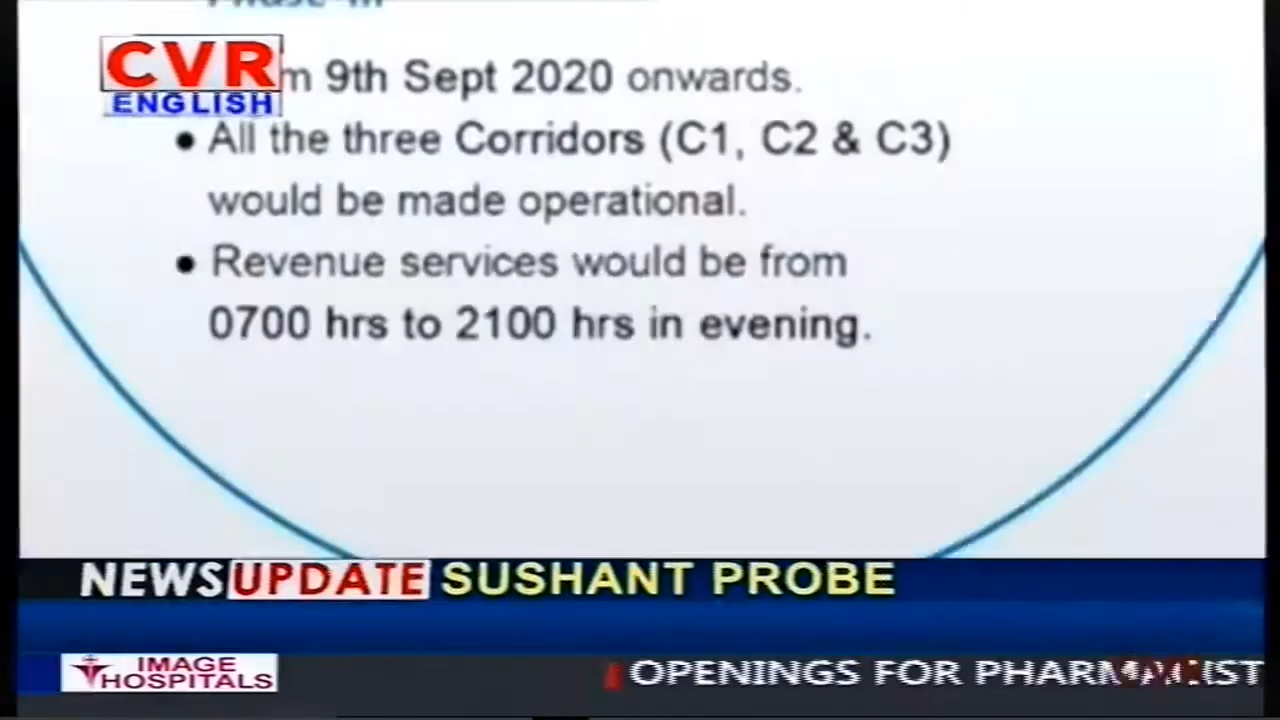 CVR
ENGLISH
m 9th Sept 2020 onwards.
● All the three Corridors (C1, C2 & C3)
would be made operational.
● Revenue services would be from
0700 hrs to 2100 hrs in evening.
NEWS UPDATE SUSHANT PROBE
IMAGE
HOSPITALS
OPENINGS FOR PHARMACIST